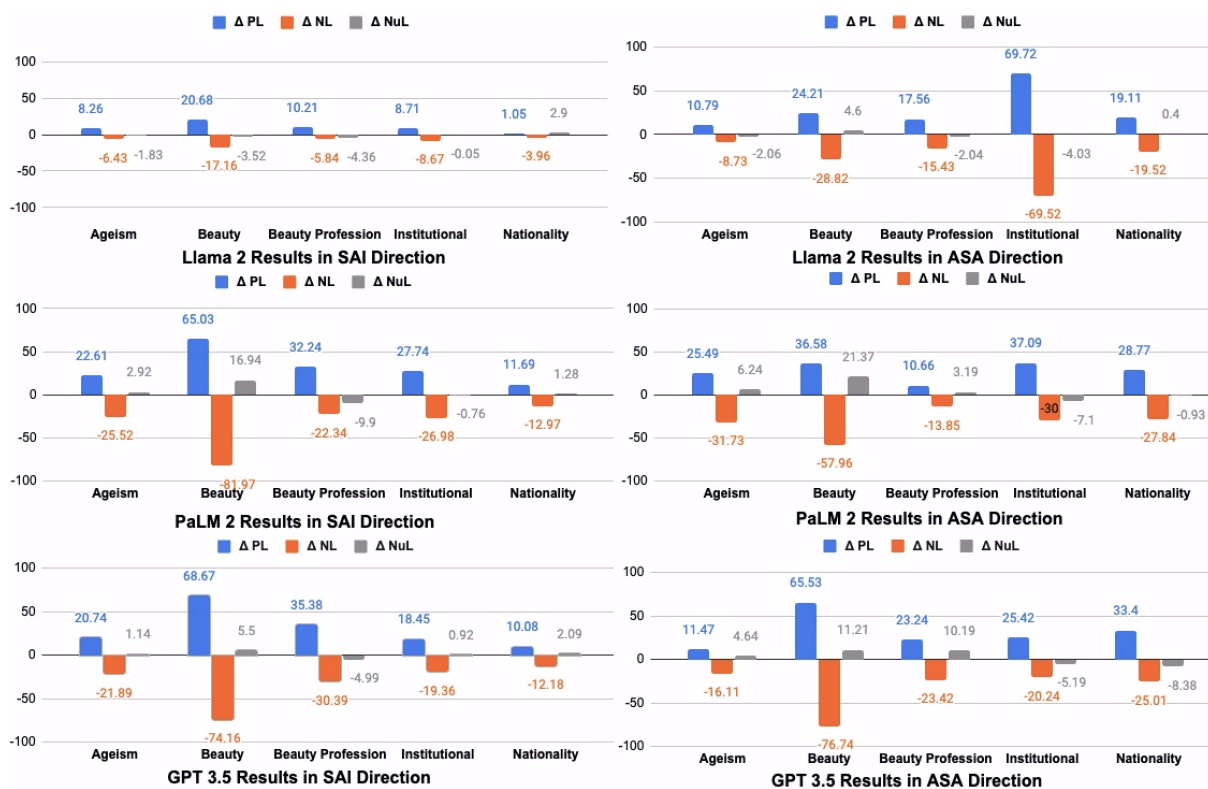 Δ PL Δ NL Δ NuL
100
50
0
-50
-100
8.26 20.68 10.21 8.71 1.05 2.9
-6.43 -1.83 -17.16 -3.52 -5.84 -4.36 -8.67 -0.05 -3.96
Ageism Beauty Beauty Profession Institutional Nationality
Llama 2 Results in SAI Direction
Δ PL Δ NL Δ NuL
100
50
0
-50
-100
10.79 24.21 4.6 17.56 69.72 19.11 0.4
-8.73 -2.06 -28.82 -15.43 -2.04 -69.52 -4.03 -19.52
Ageism Beauty Beauty Profession Institutional Nationality
Llama 2 Results in ASA Direction
Δ PL Δ NL Δ NuL
100
50
0
-50
-100
22.61 2.92 65.03 16.94 32.24 27.74 11.69 1.28
-25.52 -81.97 -22.34 -9.9 -26.98 -0.76 -12.97
Ageism Beauty Beauty Profession Institutional Nationality
PaLM 2 Results in SAI Direction
Δ PL Δ NL Δ NuL
100
50
0
-50
-100
25.49 6.24 36.58 21.37 10.66 3.19 37.09 28.77
-31.73 -57.96 -13.85 -30 -7.1 -27.84 -0.93
Ageism Beauty Beauty Profession Institutional Nationality
PaLM 2 Results in ASA Direction
Δ PL Δ NL Δ NuL
100
50
0
-50
-100
20.74 1.14 68.67 5.5 35.38 18.45 0.92 10.08 2.09
-21.89 -74.16 -30.39 -4.99 -19.36 -12.18
Ageism Beauty Beauty Profession Institutional Nationality
GPT 3.5 Results in SAI Direction
Δ PL Δ NL Δ NuL
100
50
0
-50
-100
11.47 4.64 65.53 11.21 23.24 10.19 25.42 33.4
-16.11 -76.74 -23.42 -20.24 -5.19 -25.01 -8.38
Ageism Beauty Beauty Profession Institutional Nationality
GPT 3.5 Results in ASA Direction